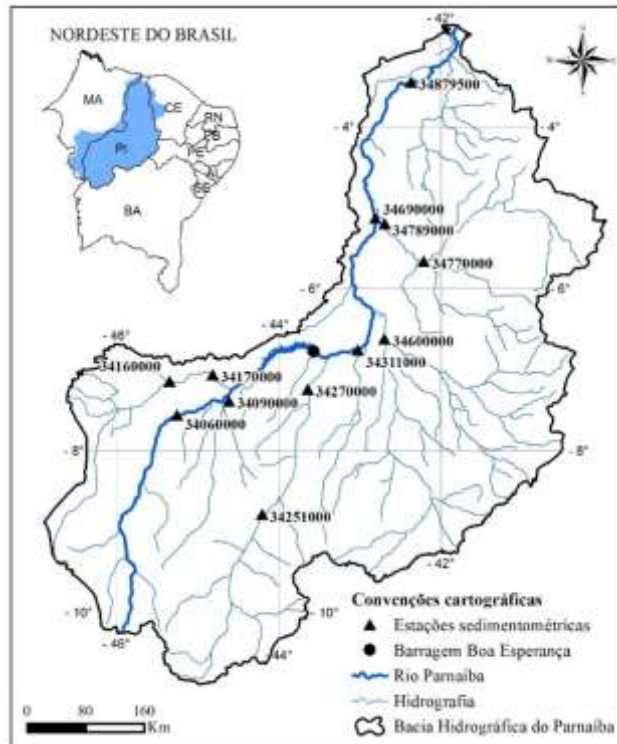 NORDESTE DO BRASIL
MA
CE
RN
PB
PI
PE
AL
SE
BA
- 42°
34879500
- 4°
34690000
34789000
34770000
- 6°
- 46°
- 44°
34600000
34160000
34170000
34311000
34090000
34270000
34060000
- 8°
- 8°
34251000
- 42°
- 10°
- 10°
- 46°
- 44°
Convenções cartográficas
Estações sedimentométricas
Barragem Boa Esperança
Rio Parnaíba
Hidrografia
Bacia Hidrográfica do Parnaíba
0 80 160
Km